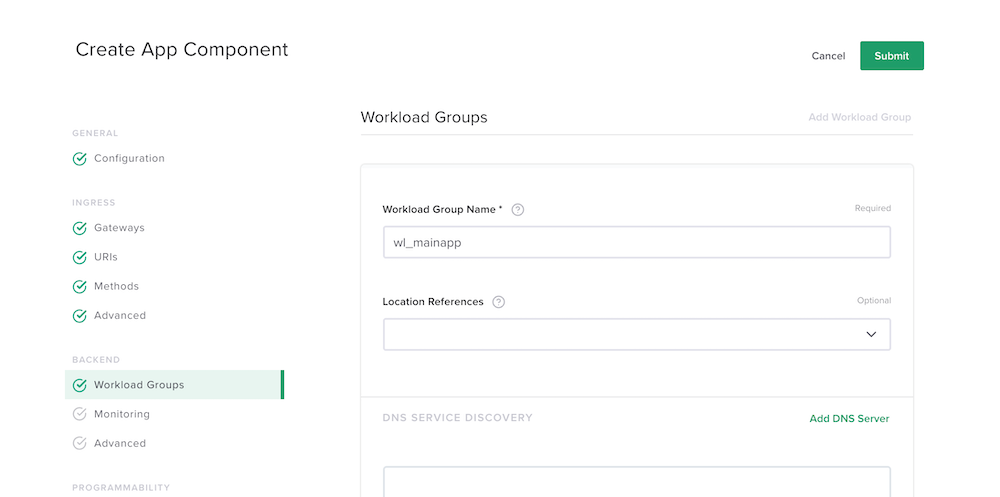 Create App Component
Cancel
Submit
GENERAL
Configuration
INGRESS
Gateways
URIs
Methods
Advanced
BACKEND
Workload Groups
Monitoring
Advanced
PROGRAMMABILITY
Workload Groups
Add Workload Group
Workload Group Name * ?
Required
wl_mainapp
Location References ?
Optional
DNS SERVICE DISCOVERY
Add DNS Server